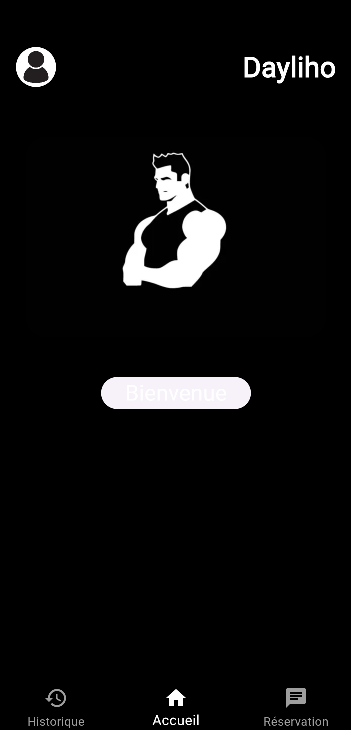 Dayliho
Bienvenue
Historique
Accueil
Réservation